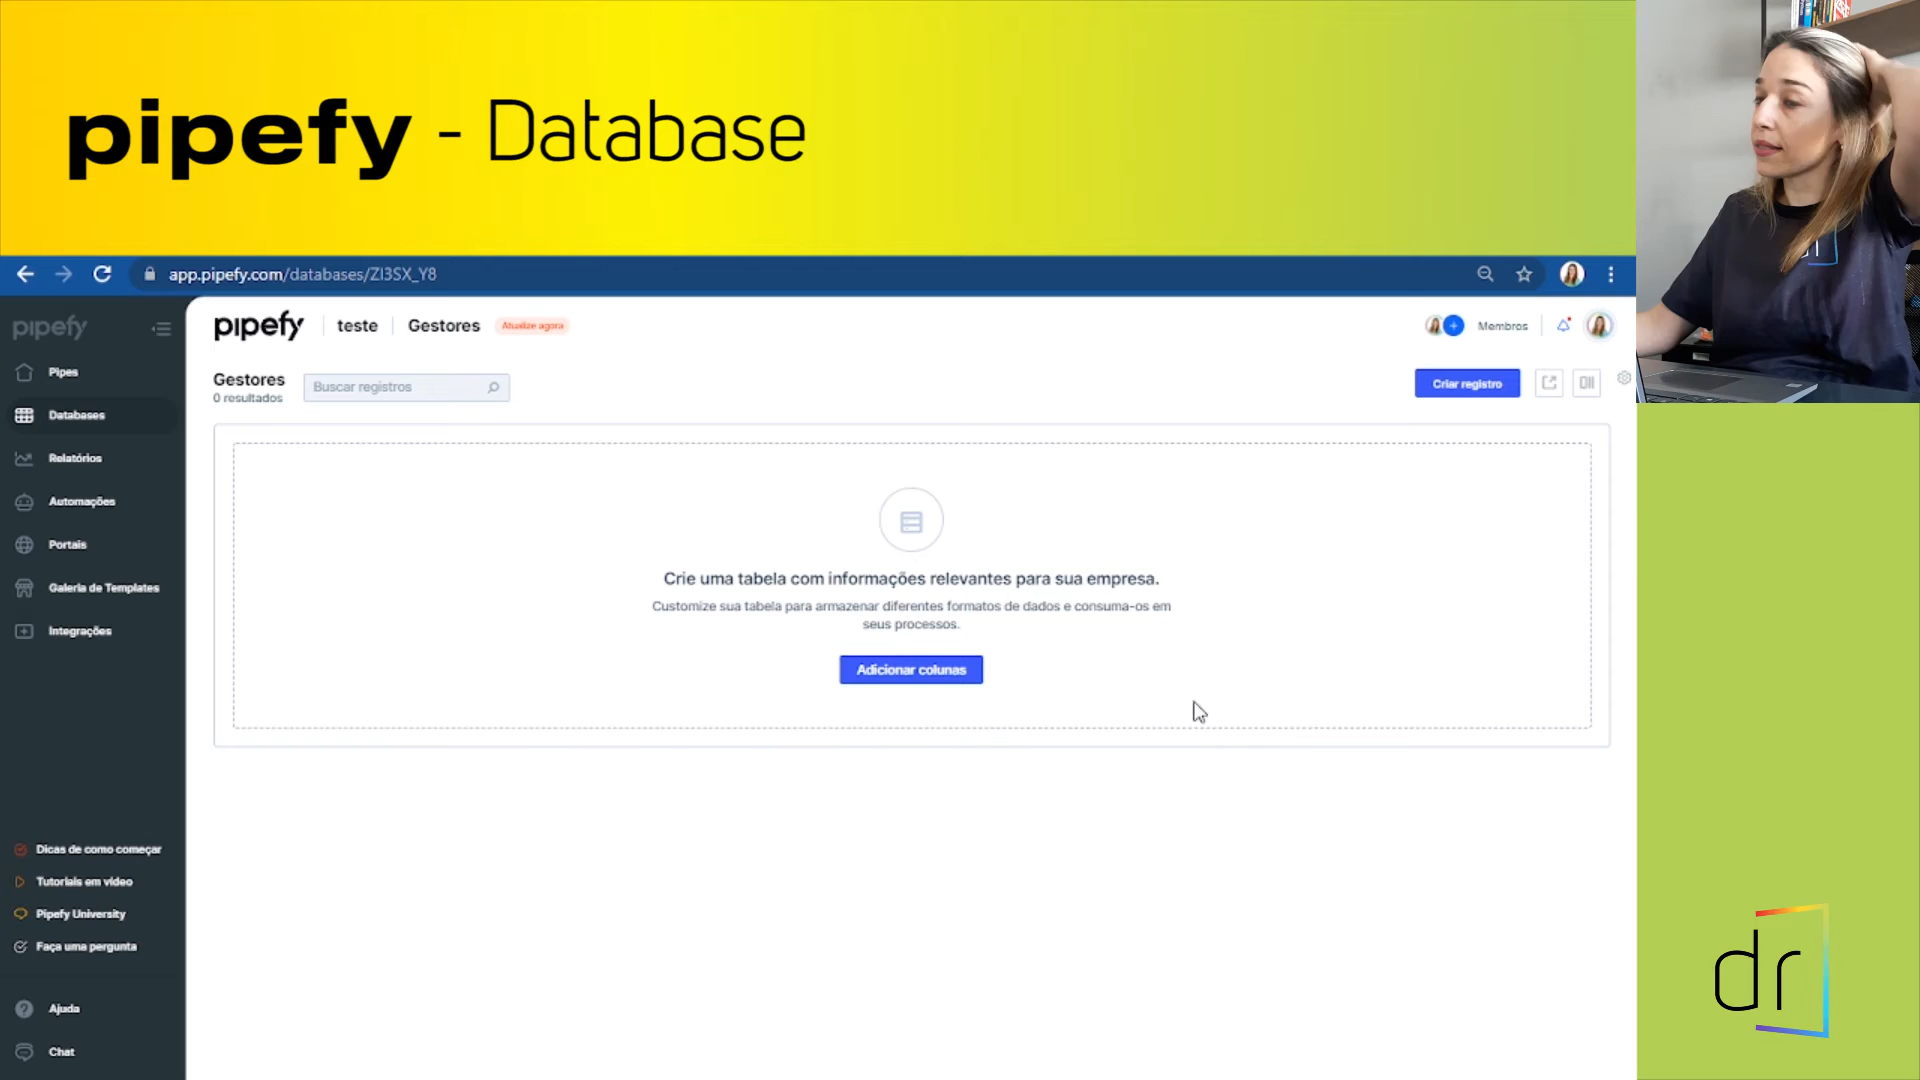 pipefy - Database
app.pipefy.com/databases/ZI3SX_Y8
pipefy
Pipes
Databases
Relatórios
Automações
Portais
Galeria de Templates
Integrações
Dicas de como começar
Tutoriais em vídeo
Pipefy University
Faça uma pergunta
Ajuda
Chat
pipefy teste Gestores Atualize agora
Membros
Gestores
0 resultados
Buscar registros
Criar registro
Crie uma tabela com informações relevantes para sua empresa.
Customize sua tabela para armazenar diferentes formatos de dados e consuma-os em
seus processos.
Adicionar colunas
dr